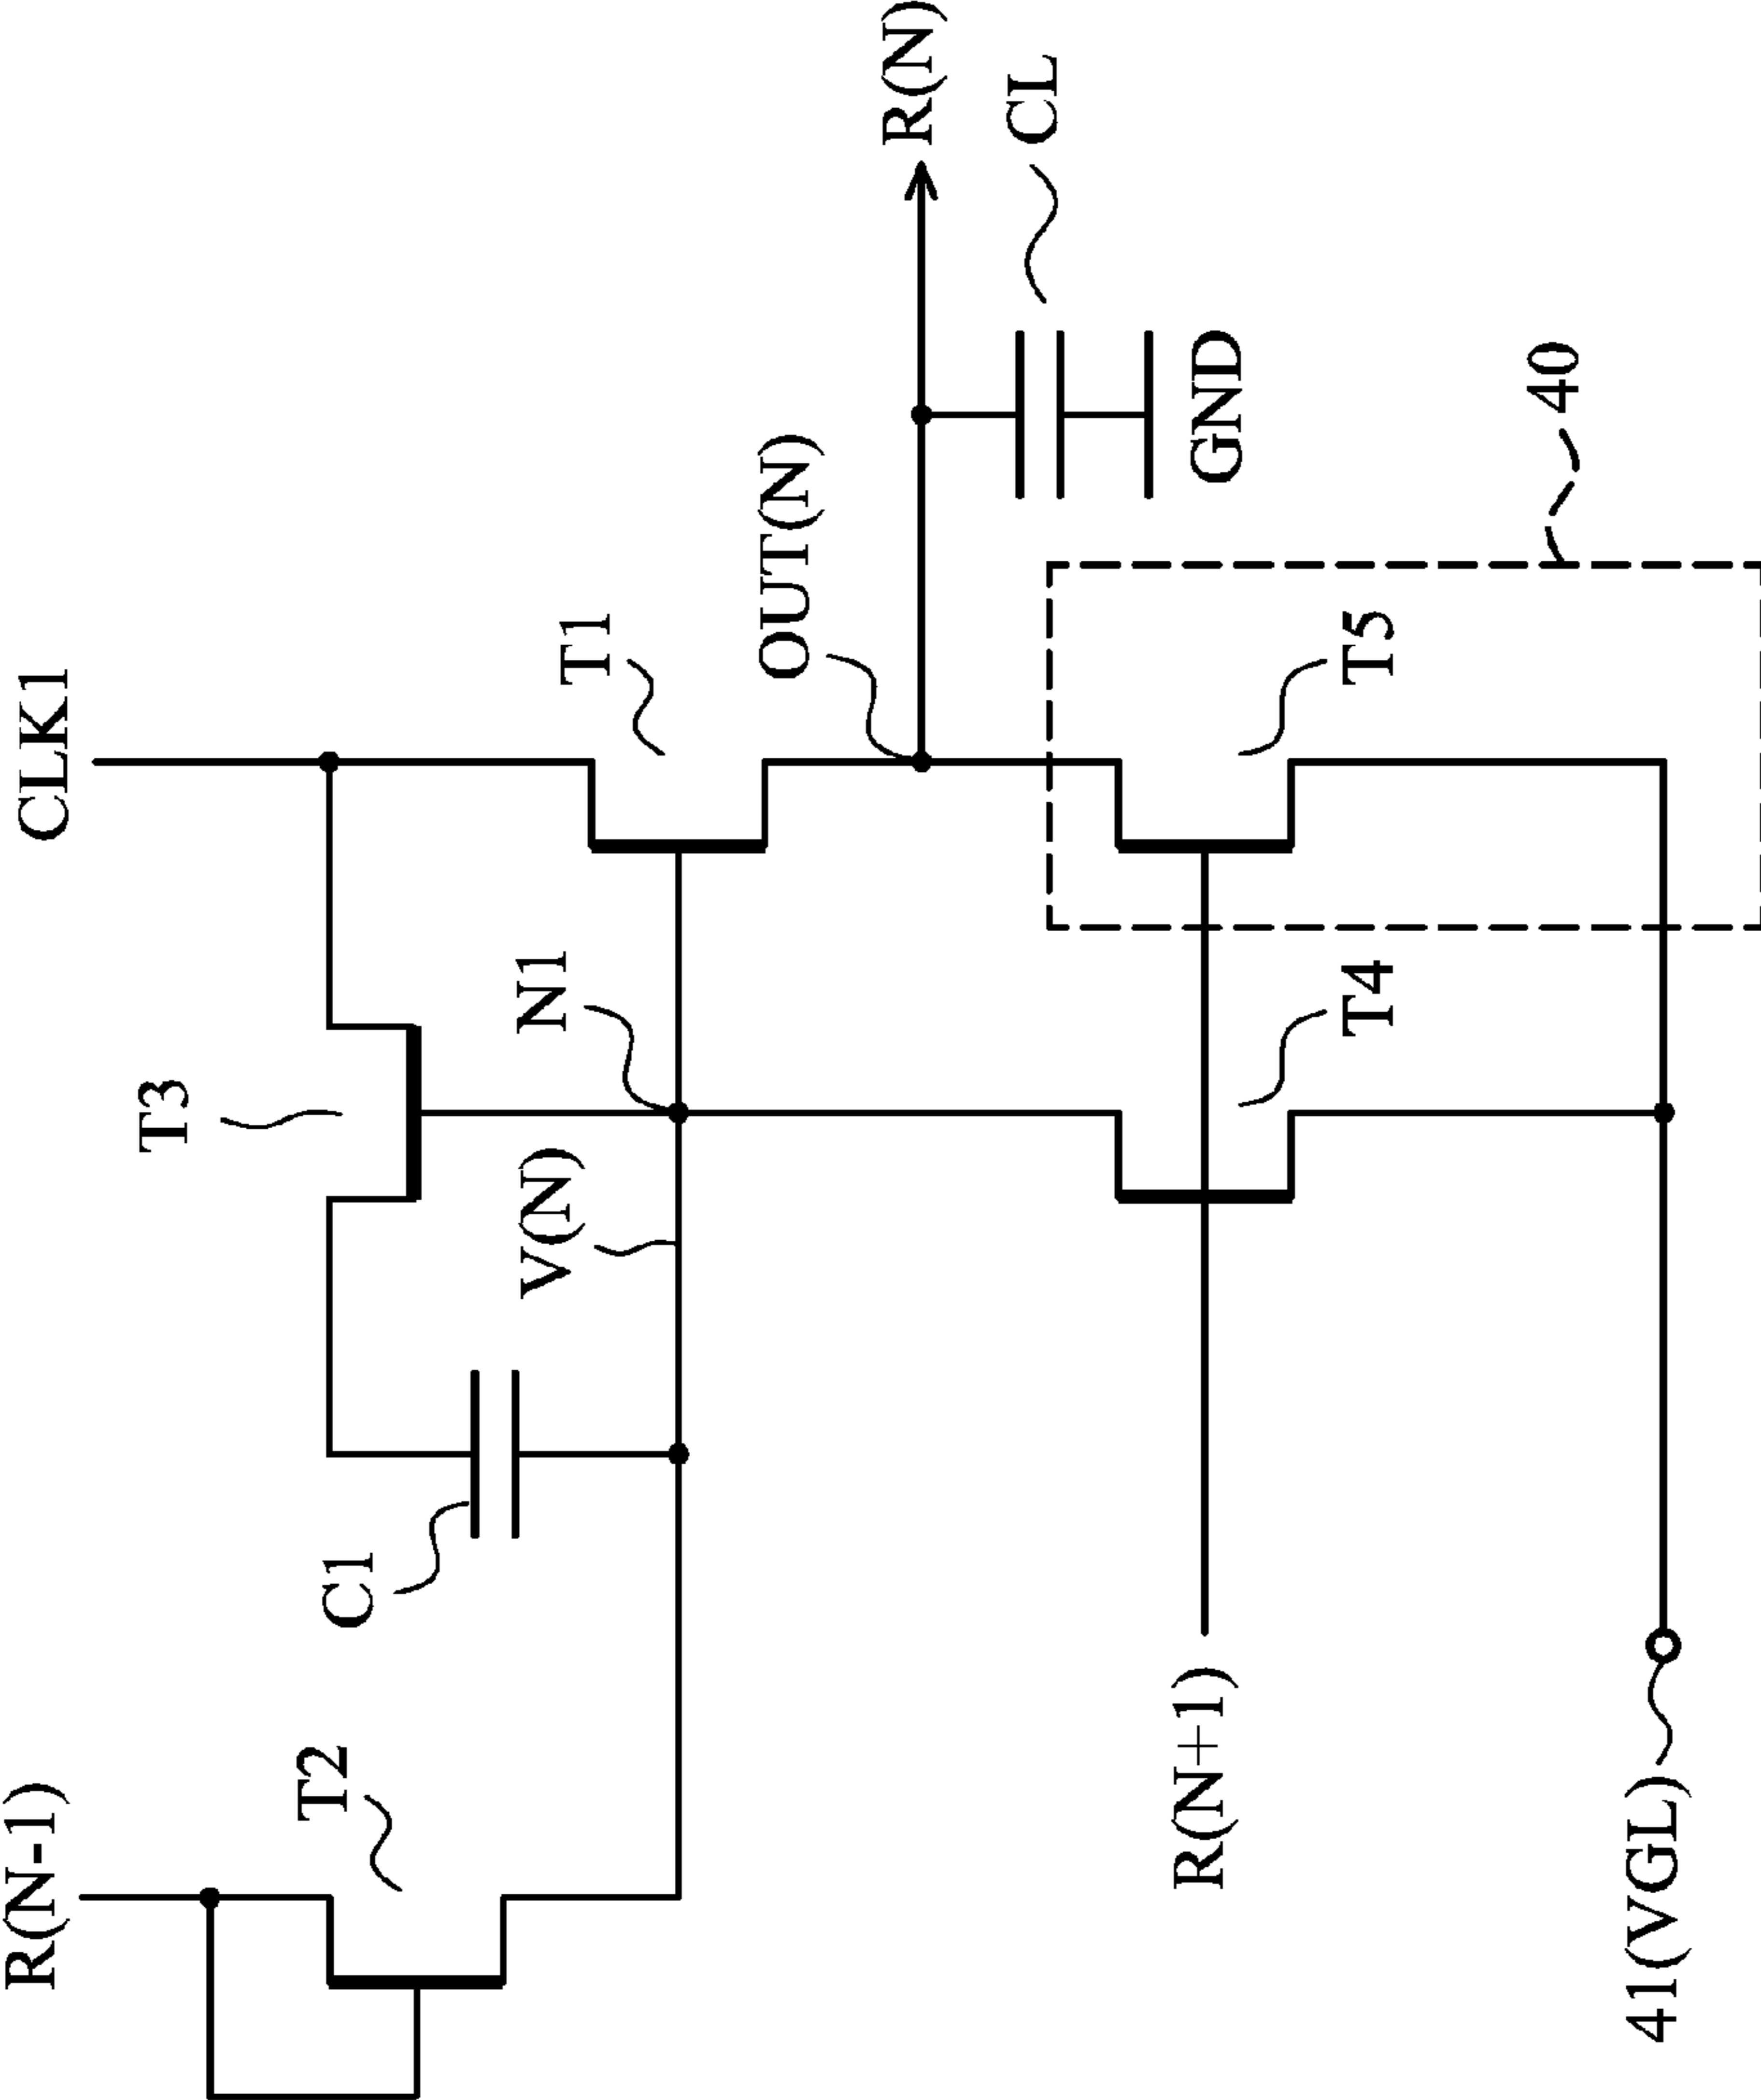 R(N-1)
CLK1
T2
C1
T3
V(N)
N1
T1
OUT(N)
R(N)
CL
GND
R(N+1)
T4
T5
40
41(VGL)